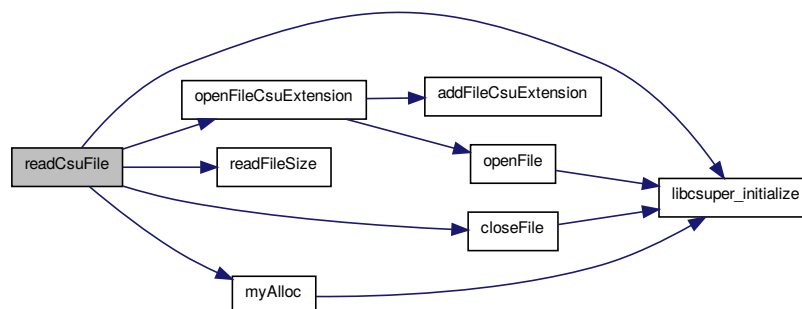 openFileCsuExtension
addFileCsuExtension
readCsuFile
readFileSize
openFile
libcsuper_initialize
closeFile
myAlloc